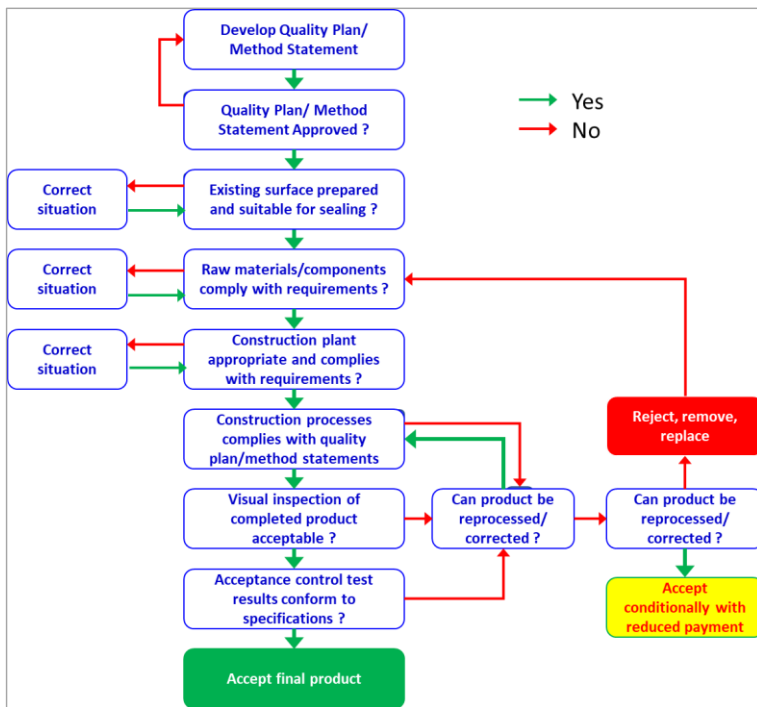 Develop Quality Plan/
Method Statement
Quality Plan/ Method
Statement Approved ?
Yes
No
Correct
situation
Existing surface prepared
and suitable for sealing ?
Correct
situation
Raw materials/components
comply with requirements ?
Correct
situation
Construction plant
appropriate and complies
with requirements ?
Construction processes
complies with quality
plan/method statements
Reject, remove,
replace
Visual inspection of
completed product
acceptable ?
Can product be
reprocessed/
corrected ?
Can product be
reprocessed/
corrected ?
Acceptance control test
results conform to
specifications ?
Accept
conditionally with
reduced payment
Accept final product